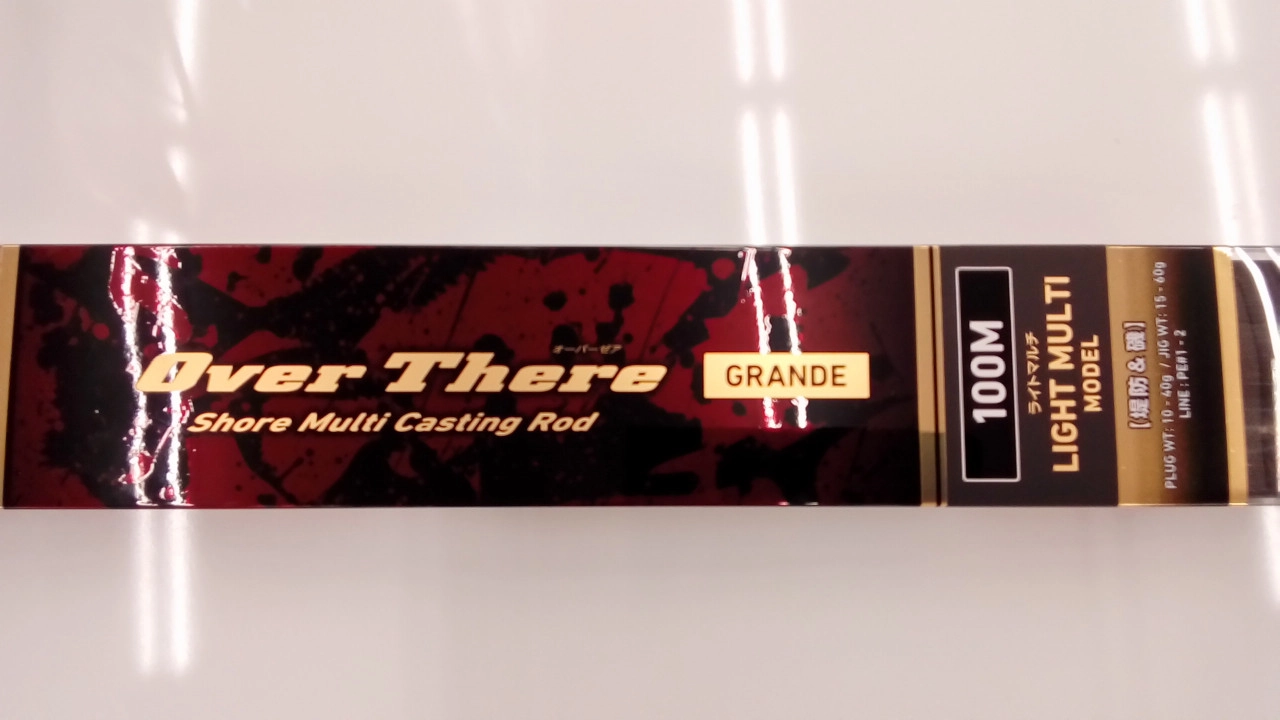 オーバーゼア
Over There
GRANDE
Shore Multi Casting Rod
100M
ライトマルチ
LIGHT MULTI
MODEL
[堤防&磯]
PLUG WT: 10 - 40g / JIG WT: 15 - 60g
LINE : PE#1 - 2